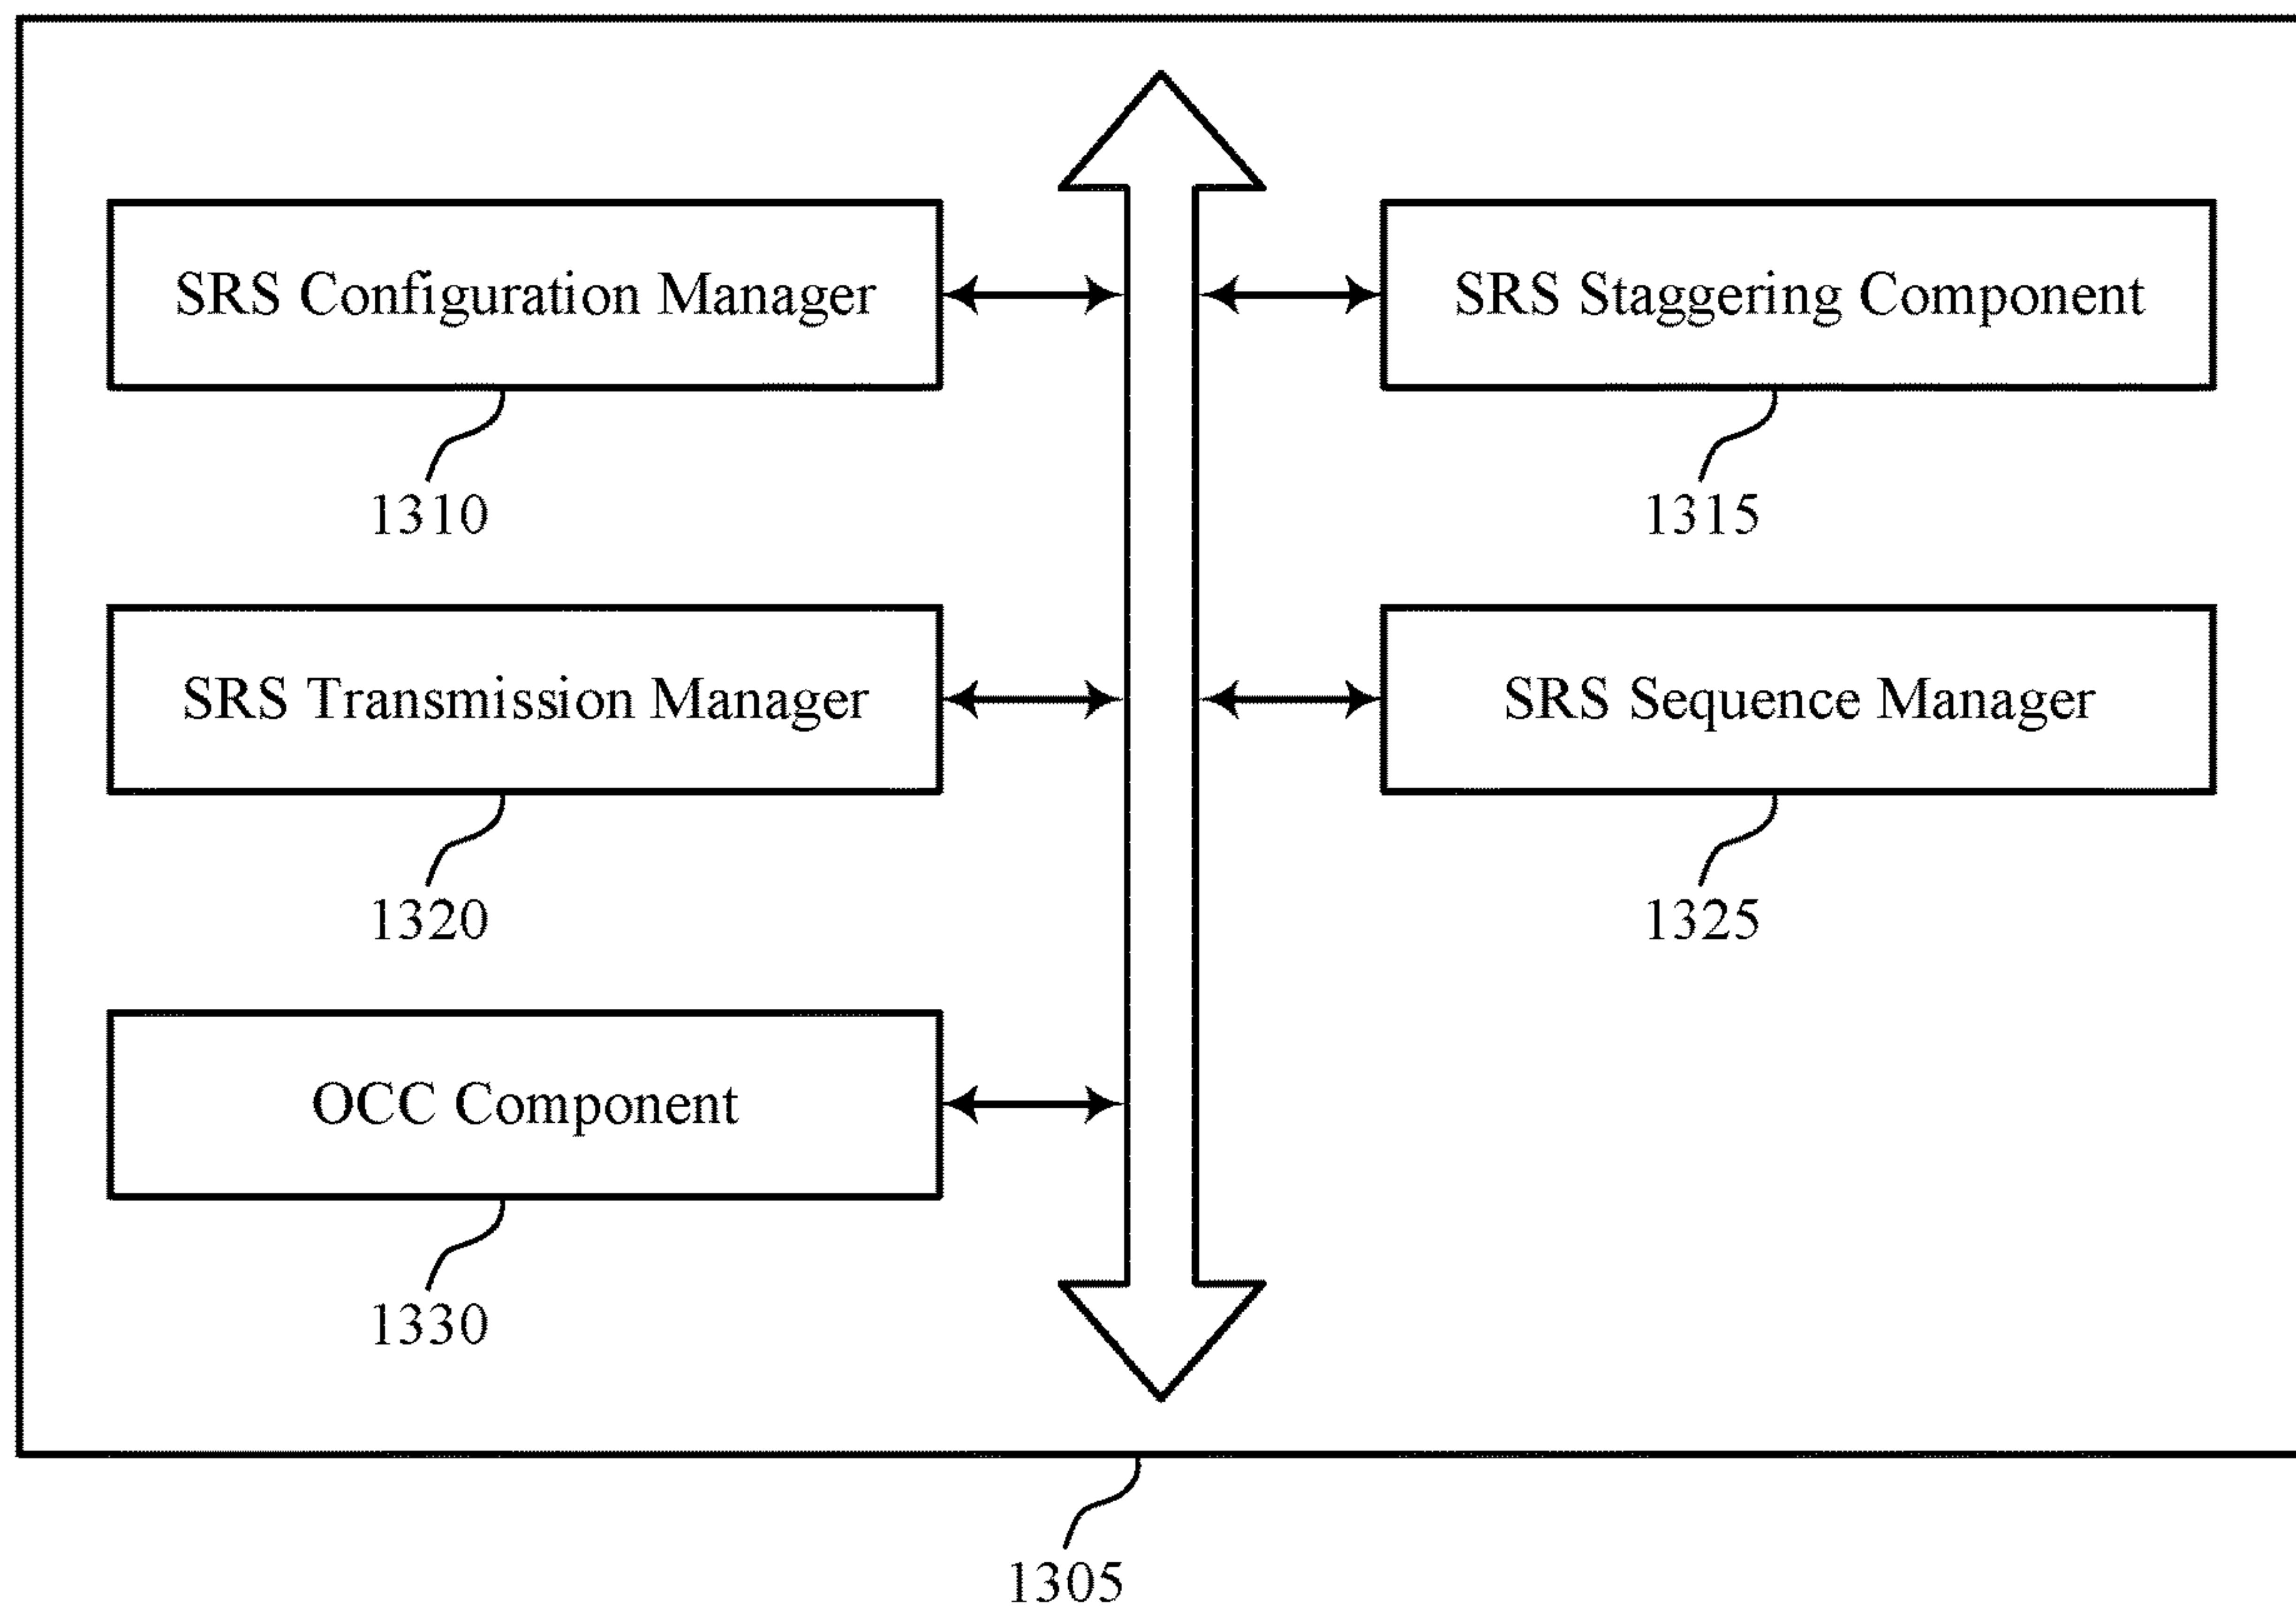 SRS Configuration Manager
SRS Staggering Component
1310
1315
SRS Transmission Manager
SRS Sequence Manager
1320
1325
OCC Component
1330
1305